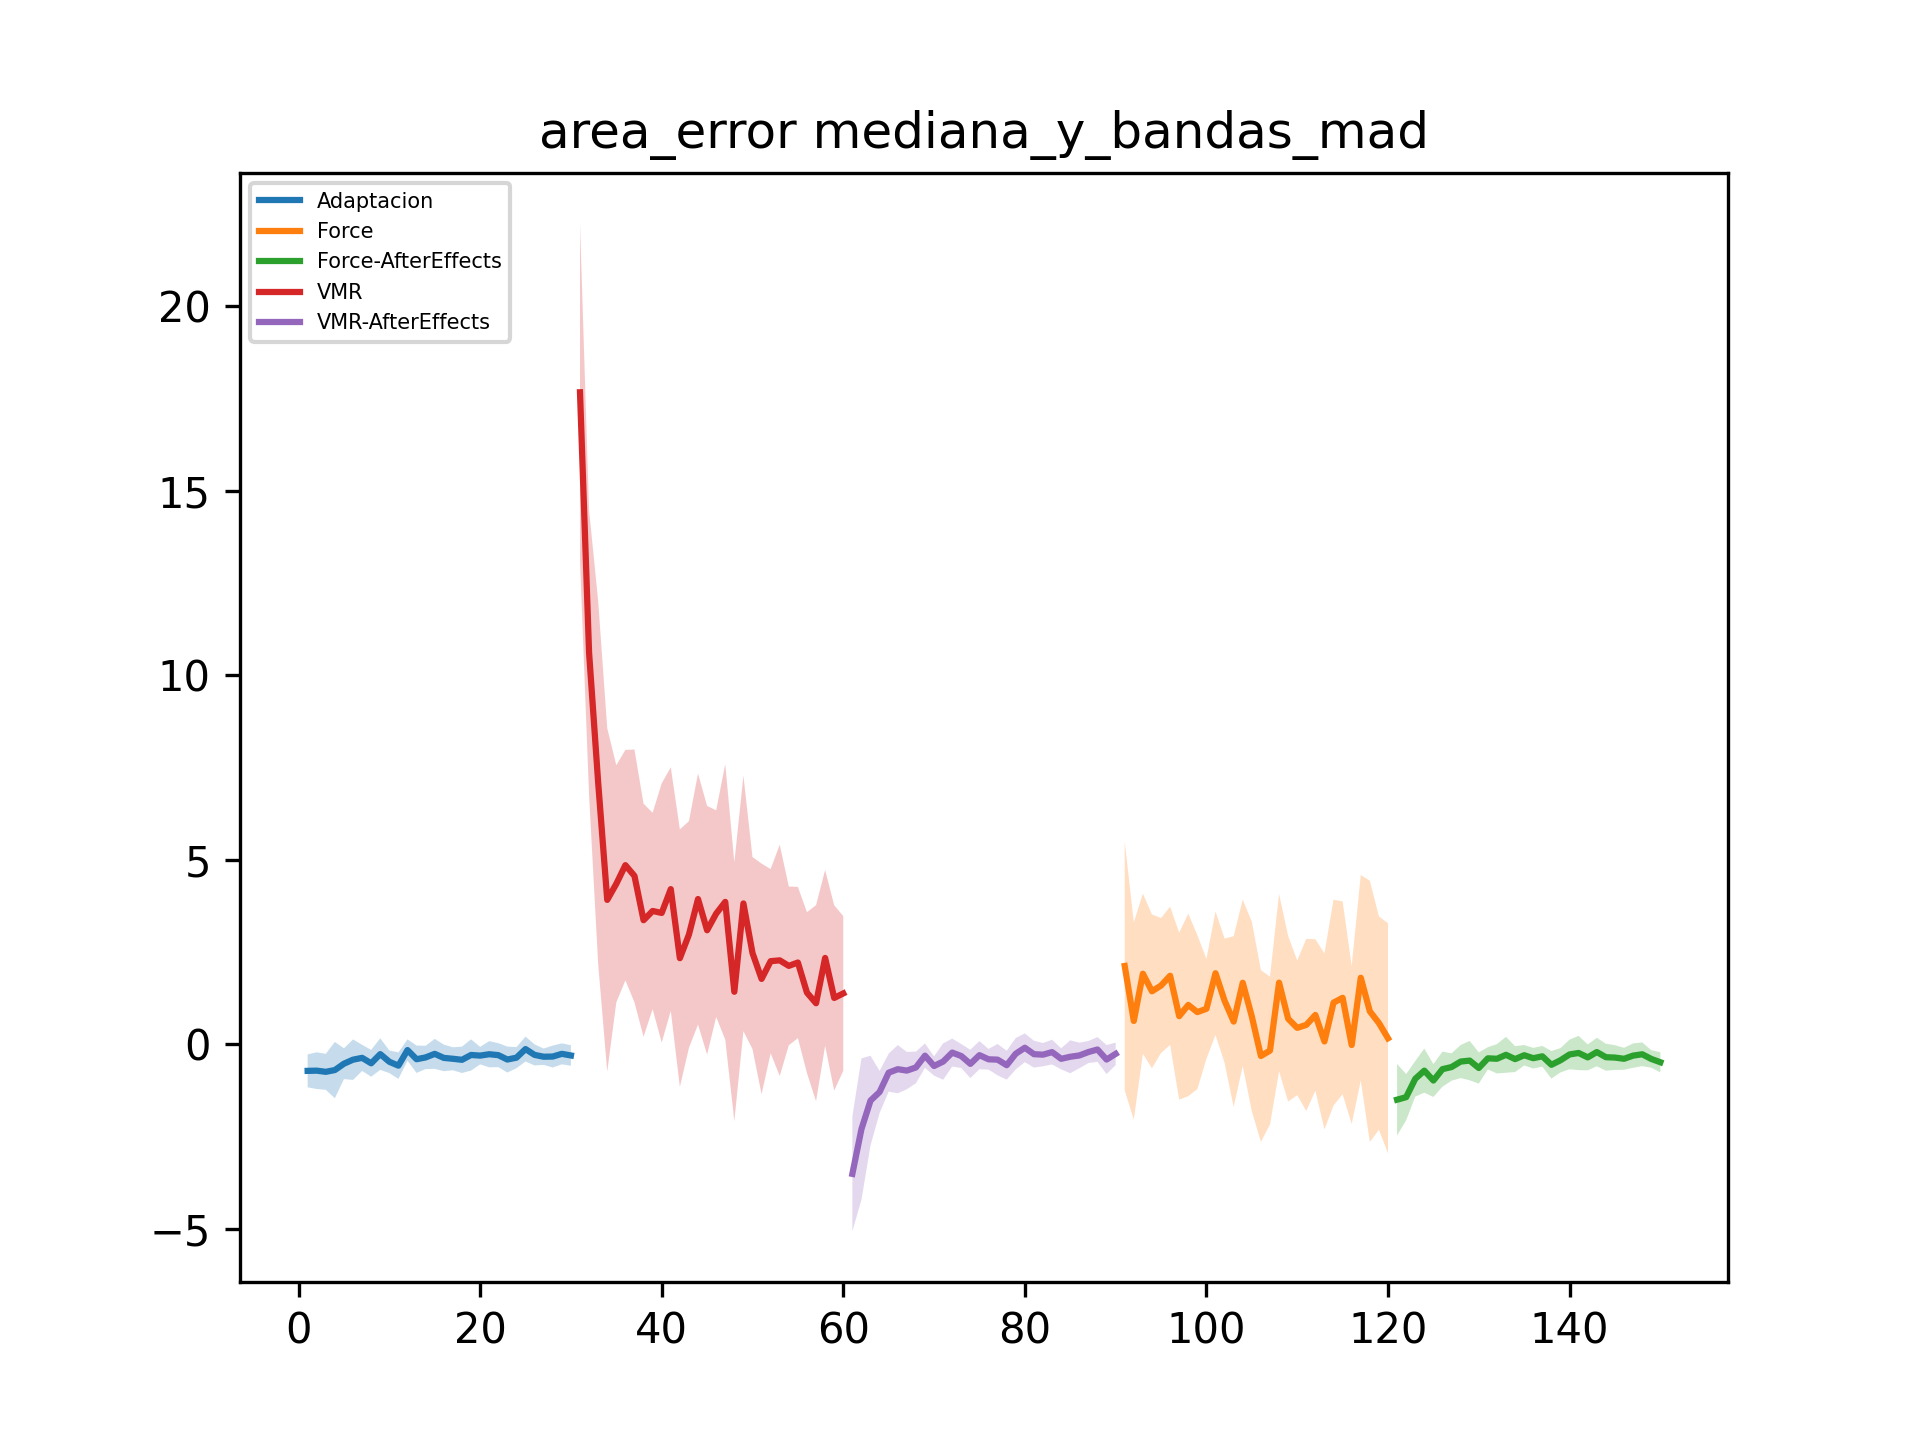 area_error mediana_y_bandas_mad
Adaptacion
Force
Force-AfterEffects
VMR
VMR-AfterEffects
20
15
10
5
0
−5
0 20 40 60 80 100 120 140